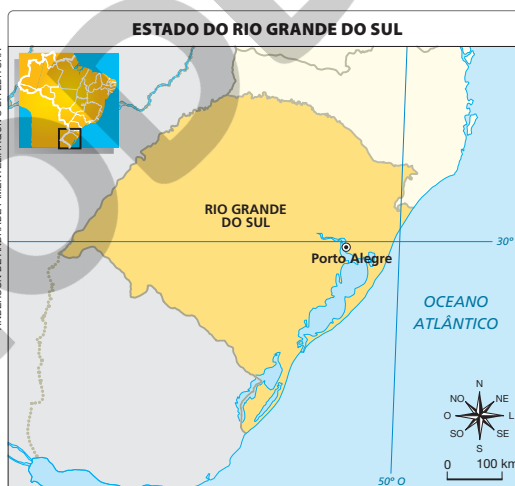 ESTADO DO RIO GRANDE DO SUL
RIO GRANDE
DO SUL
30°
Porto Alegre
OCEANO
ATLÂNTICO
N
NO NE
O L
SO SE
S
0 100 km
50° O